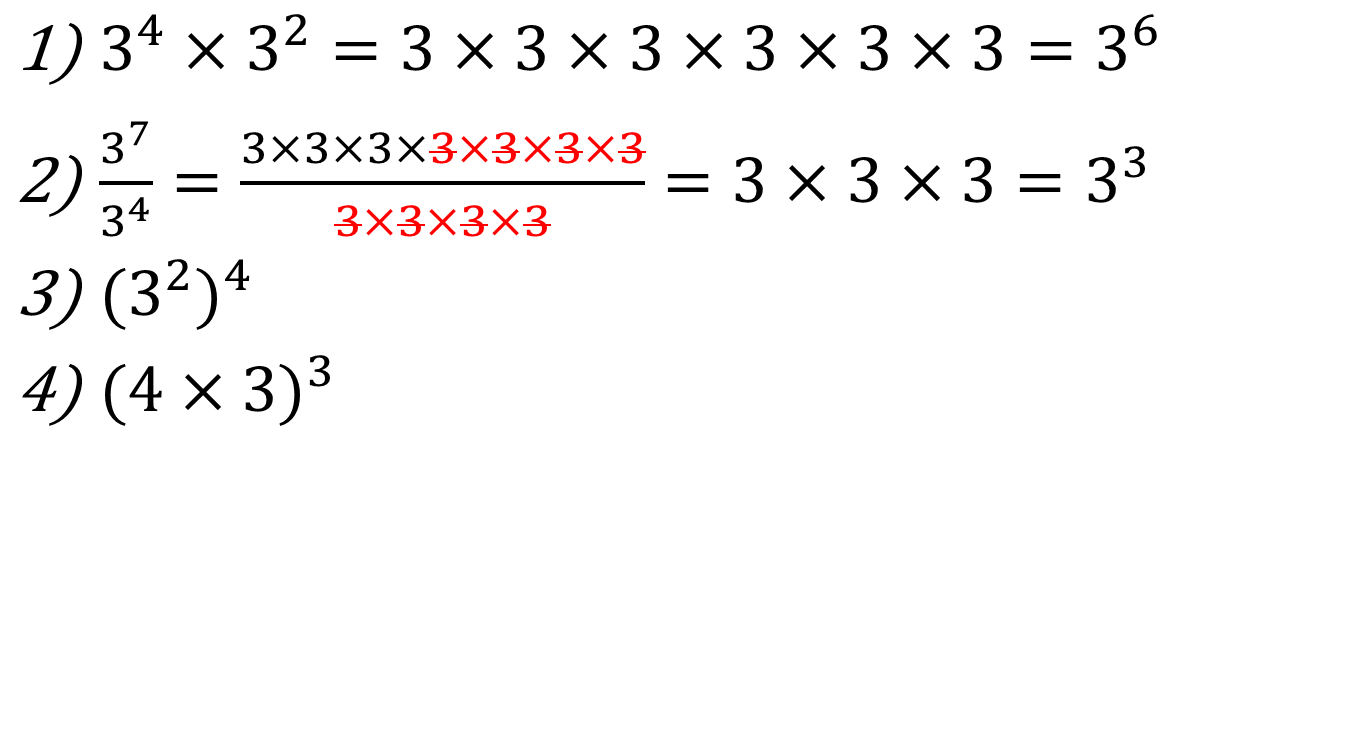 1) 3⁴ × 3² = 3 × 3 × 3 × 3 × 3 × 3 = 3⁶
2) 3⁷/3⁴ = 3×3×3×3×3×3×3/3×3×3×3 = 3 × 3 × 3 = 3³
3) (3²)⁴
4) (4 × 3)³